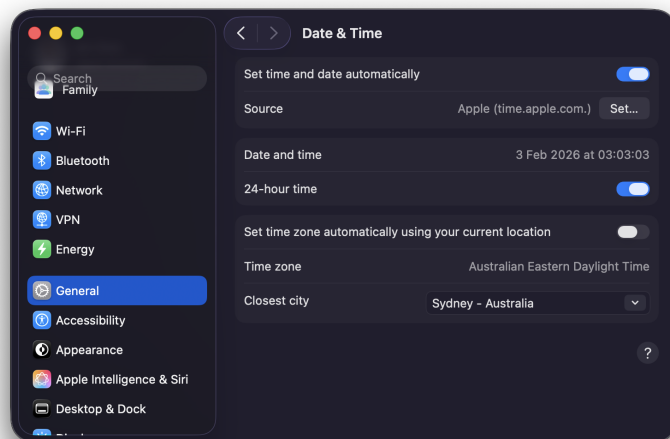 Search
Family
Wi-Fi
Bluetooth
Network
VPN
Energy
General
Accessibility
Appearance
Apple Intelligence & Siri
Desktop & Dock
Date & Time
Set time and date automatically
Source Apple (time.apple.com.) Set...
Date and time 3 Feb 2026 at 03:03:03
24-hour time
Set time zone automatically using your current location
Time zone Australian Eastern Daylight Time
Closest city Sydney - Australia
?